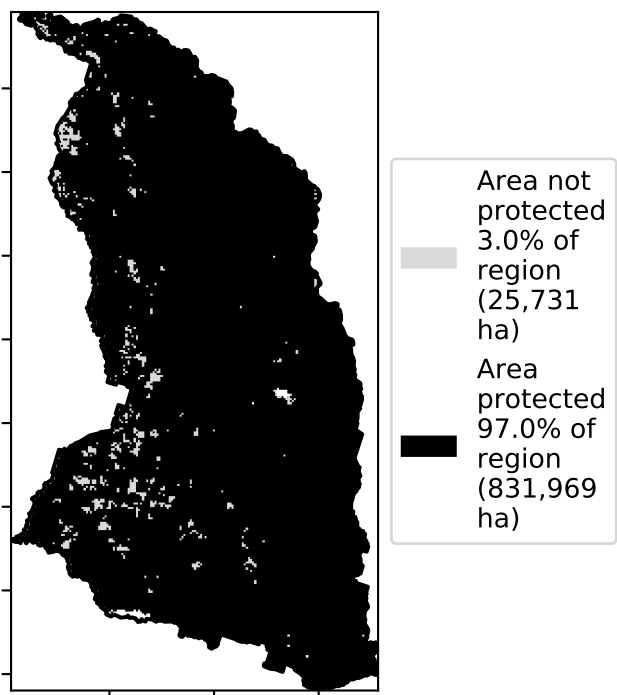 Area not
protected
3.0% of
region
(25,731
ha)
Area
protected
97.0% of
region
(831,969
ha)